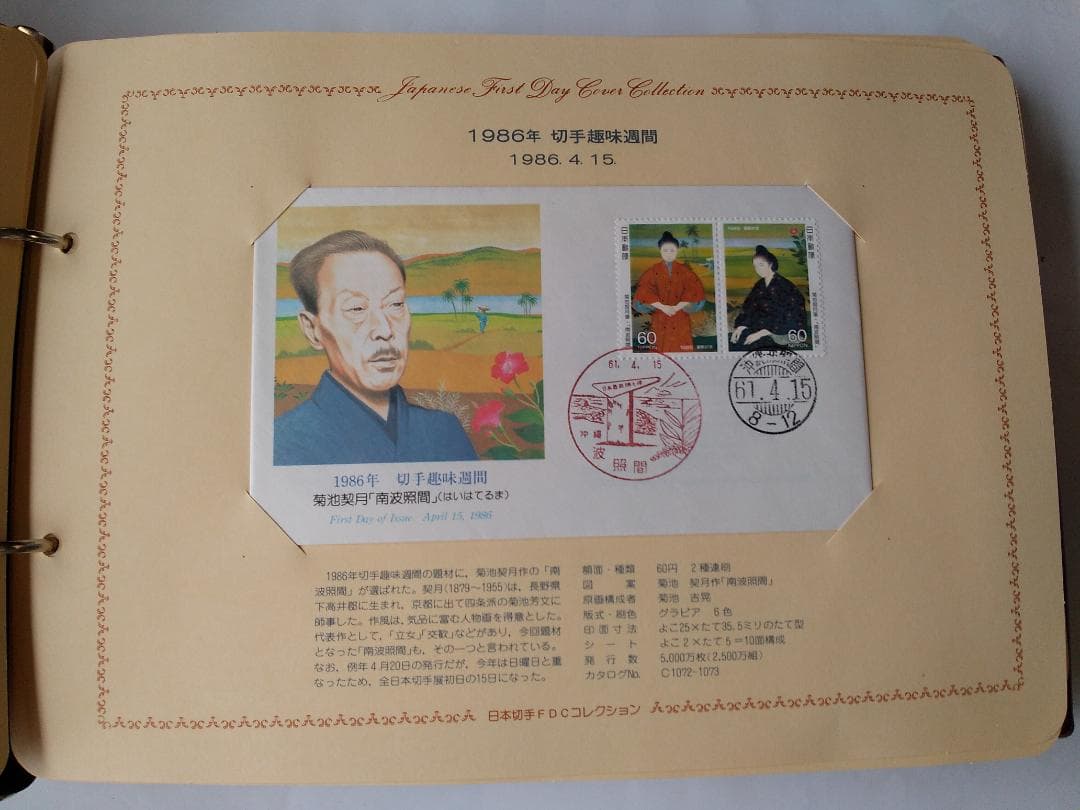 Japanese First Day Cover Collection
1986年 切手趣味週間
1986. 4. 15.
日本郵便
60
NIPPON
日本郵便
60
NIPPON
61. 4. 15
沖縄
波照間
61.4.15
8-12
1986年 切手趣味週間
菊池契月「南波照間」(はいはてるま)
First Day of Issue April 15, 1986
1986年切手趣味週間の題材に、菊池契月作の「南
波照間」が選ばれた。契月(1879〜1955)は、長野県
下高井郡に生まれ、京都に出て四条派の菊池芳文に
師事した。作風は、気品に富む人物画を得意とした。
代表作として、「立女」「交歓」などがあり、今回題材
となった「南波照間」も、その一つと言われている。
なお、例年4月20日の発行だが、今年は日曜日と重
なったため、全日本切手展初日の15日になった。
額面・種類 60円 2種連刷
図案 菊池 契月作「南波照間」
原画構成者 菊池 吉晃
版式・刷色 グラビア 6色
印面寸法 よこ25×たて35.5ミリのたて型
シート よこ2×たて5=10面構成
発行数 5,000万枚(2,500万組)
カタログNo. C1072-1073
日本切手FDCコレクション